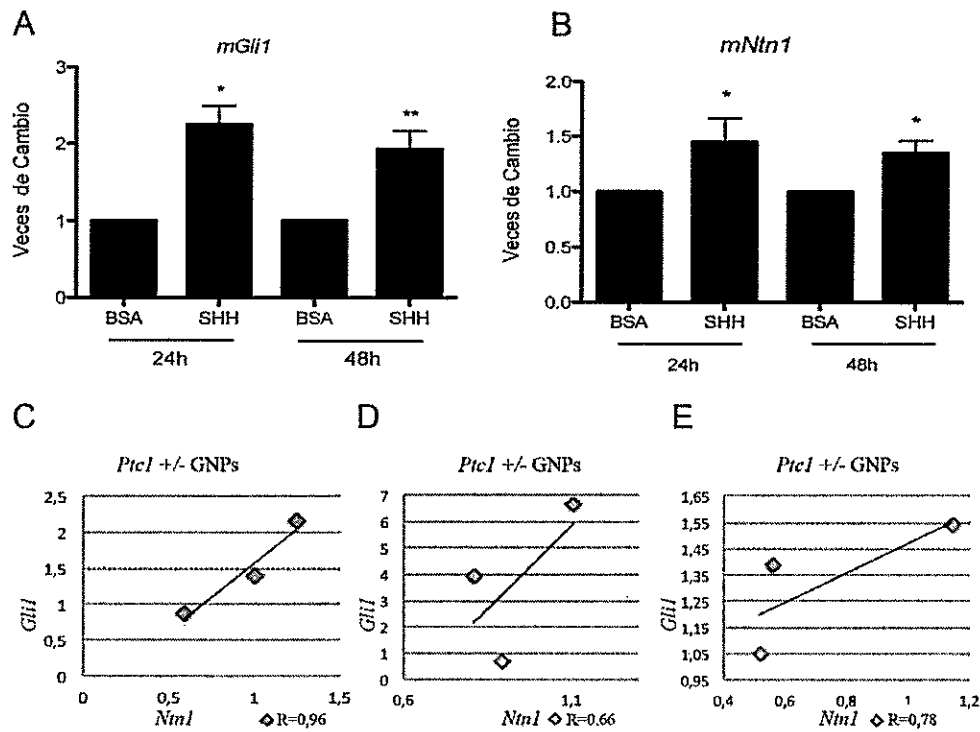 A
mGli1
Veces de Cambio
3
2
1
0
* **
BSA SHH BSA SHH
24h 48h
B
mNtn1
Veces de Cambio
2.0
1.5
1.0
0.5
0.0
* *
BSA SHH BSA SHH
24h 48h
C
Ptc1 +/- GNPs
Gli1
2,5
2
1,5
1
0,5
0
0 0,5 1 1,5
Ntn1 R=0,96
D
Ptc1 +/- GNPs
Gli1
7
6
5
4
3
2
1
0
0,6 1,1
Ntn1 R=0.66
E
Ptc1 +/- GNPs
Gli1
1,65
1,55
1,45
1,35
1,25
1,15
1,05
0,95
0,4 0,6 0,8 1 1,2
Ntn1 R=0,78